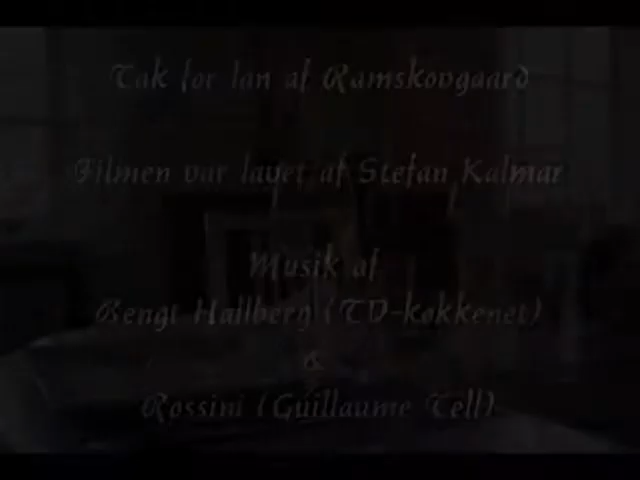 Tak for lån af Ramskovgaard
Filmen var lavet af Stefan Kalmar
Musik af
Bengt Hallberg (TV-køkkenet)
&
Rossini (Guillaume Tell)